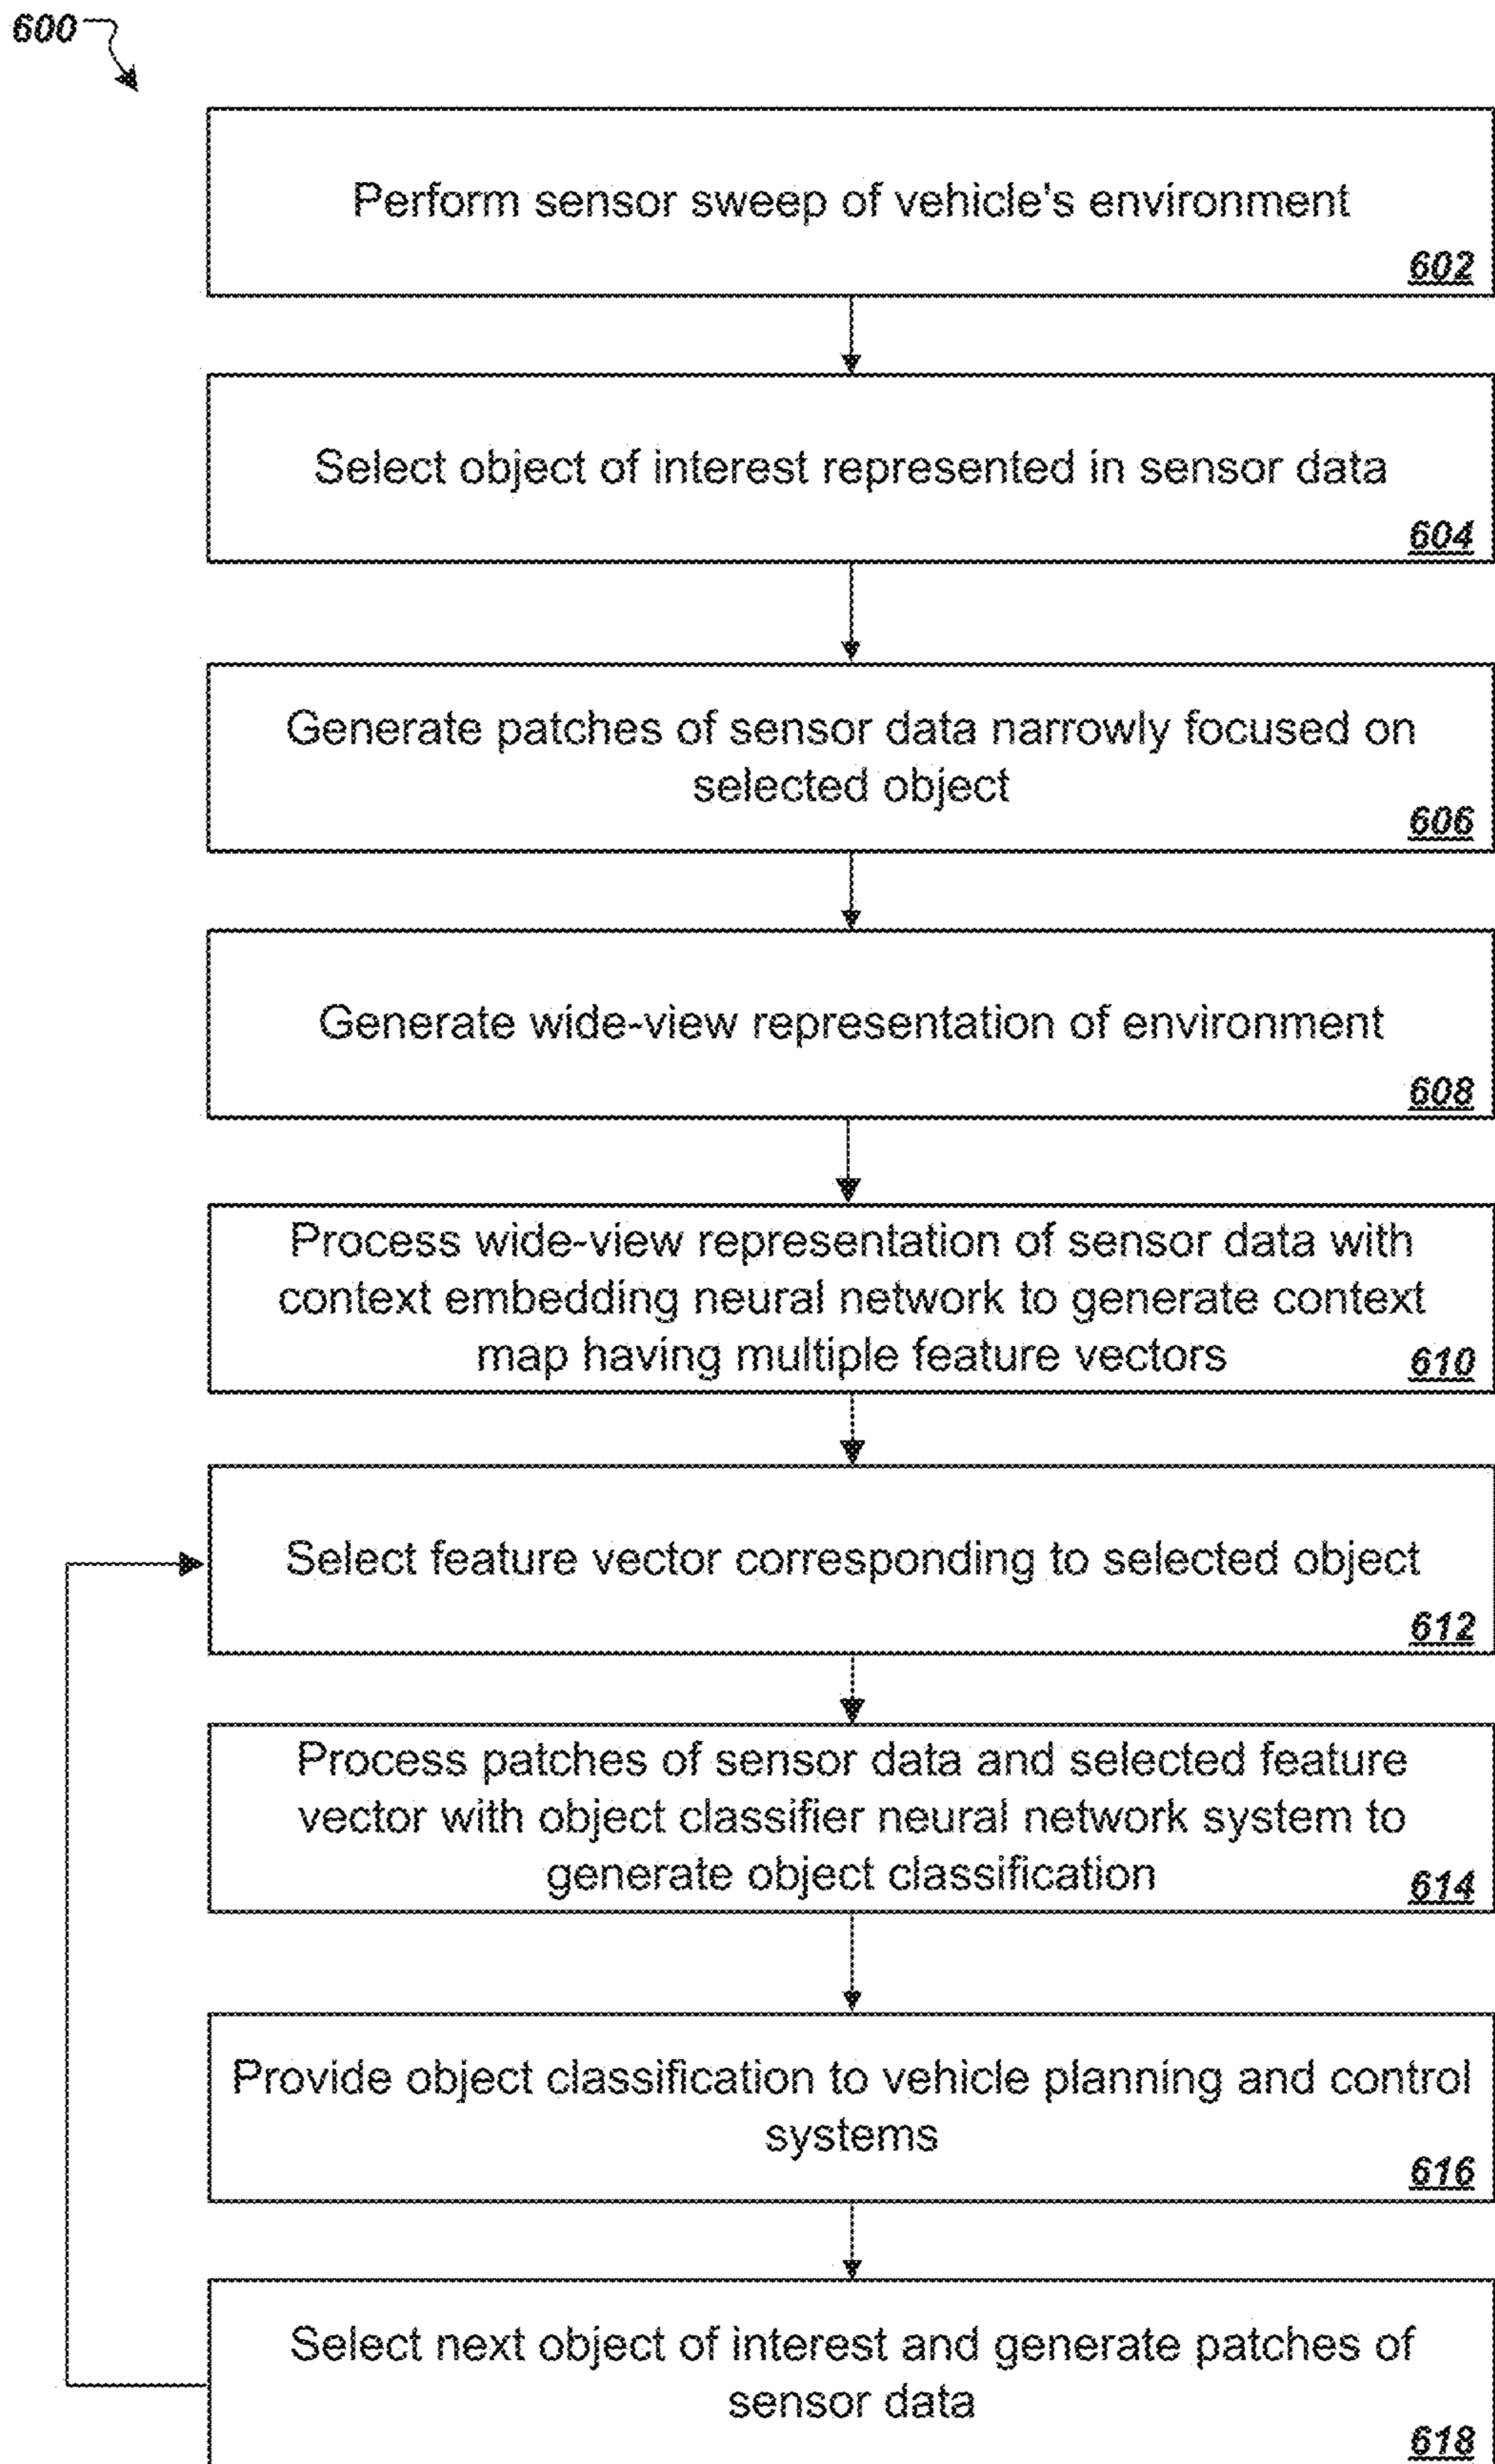 600
Perform sensor sweep of vehicle's environment
602
Select object of interest represented in sensor data
604
Generate patches of sensor data narrowly focused on
selected object
606
Generate wide-view representation of environment
608
Process wide-view representation of sensor data with
context embedding neural network to generate context
map having multiple feature vectors
610
Select feature vector corresponding to selected object
612
Process patches of sensor data and selected feature
vector with object classifier neural network system to
generate object classification
614
Provide object classification to vehicle planning and control
systems
616
Select next object of interest and generate patches of
sensor data
618